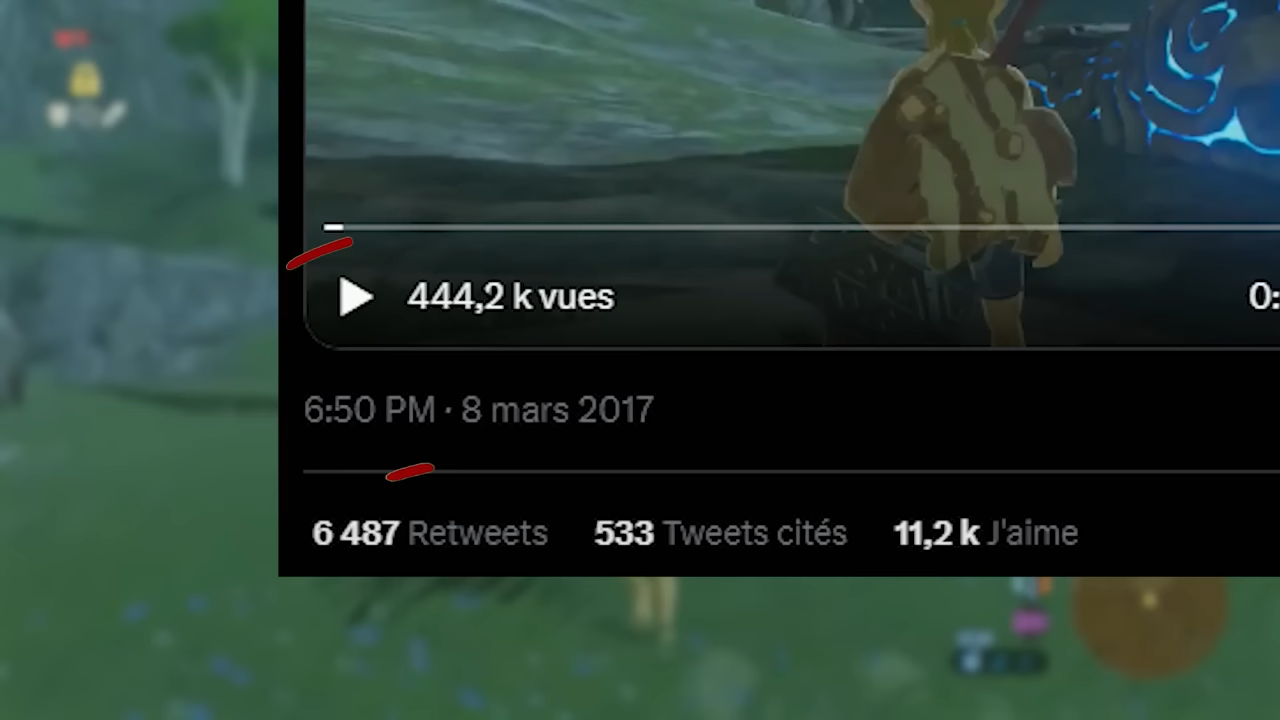 444,2 k vues
0:
6:50 PM · 8 mars 2017
6 487 Retweets 533 Tweets cités 11,2 k J'aime